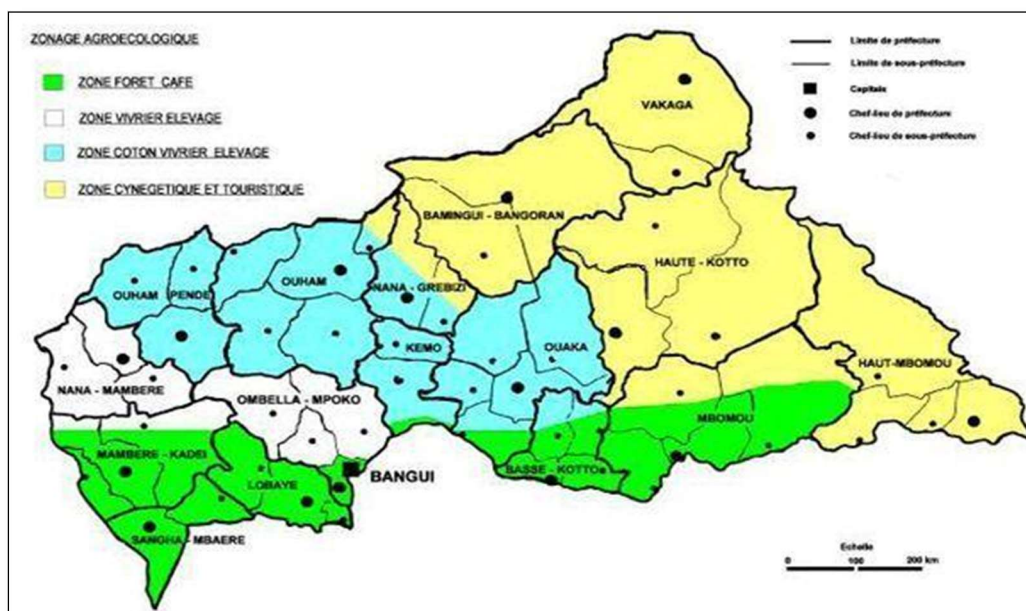 ZONAGE AGROECOLOGIQUE
ZONE FORET CAFE
ZONE VIVRIER ELEVAGE
ZONE COTON VIVRIER ELEVAGE
ZONE CYNEGETIQUE ET TOURISTIQUE
Limite de préfecture
Limite de sous-préfecture
Capitale
Chef-lieu de préfecture
Chef-lieu de sous-préfecture
VAKAGA
BAMINGUI - BANGORAN
HAUTE - KOTTO
OUHAM PENDE
OUHAM
NANA - GREBIZI
KEMO
OUAKA
HAUT-MBOMOU
NANA - MAMBERE
OMBELLA - MPOKO
MBOMOU
MAMBERE - KADEI
BASSE - KOTTO
LOBAYE
BANGUI
SANGHA - MBAERE
Echelle
0 100 200 km